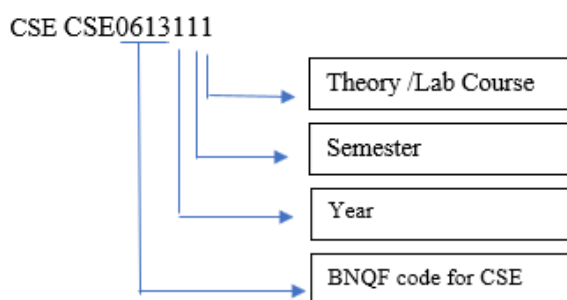 CSE CSE0613111
Theory /Lab Course
Semester
Year
BNQF code for CSE